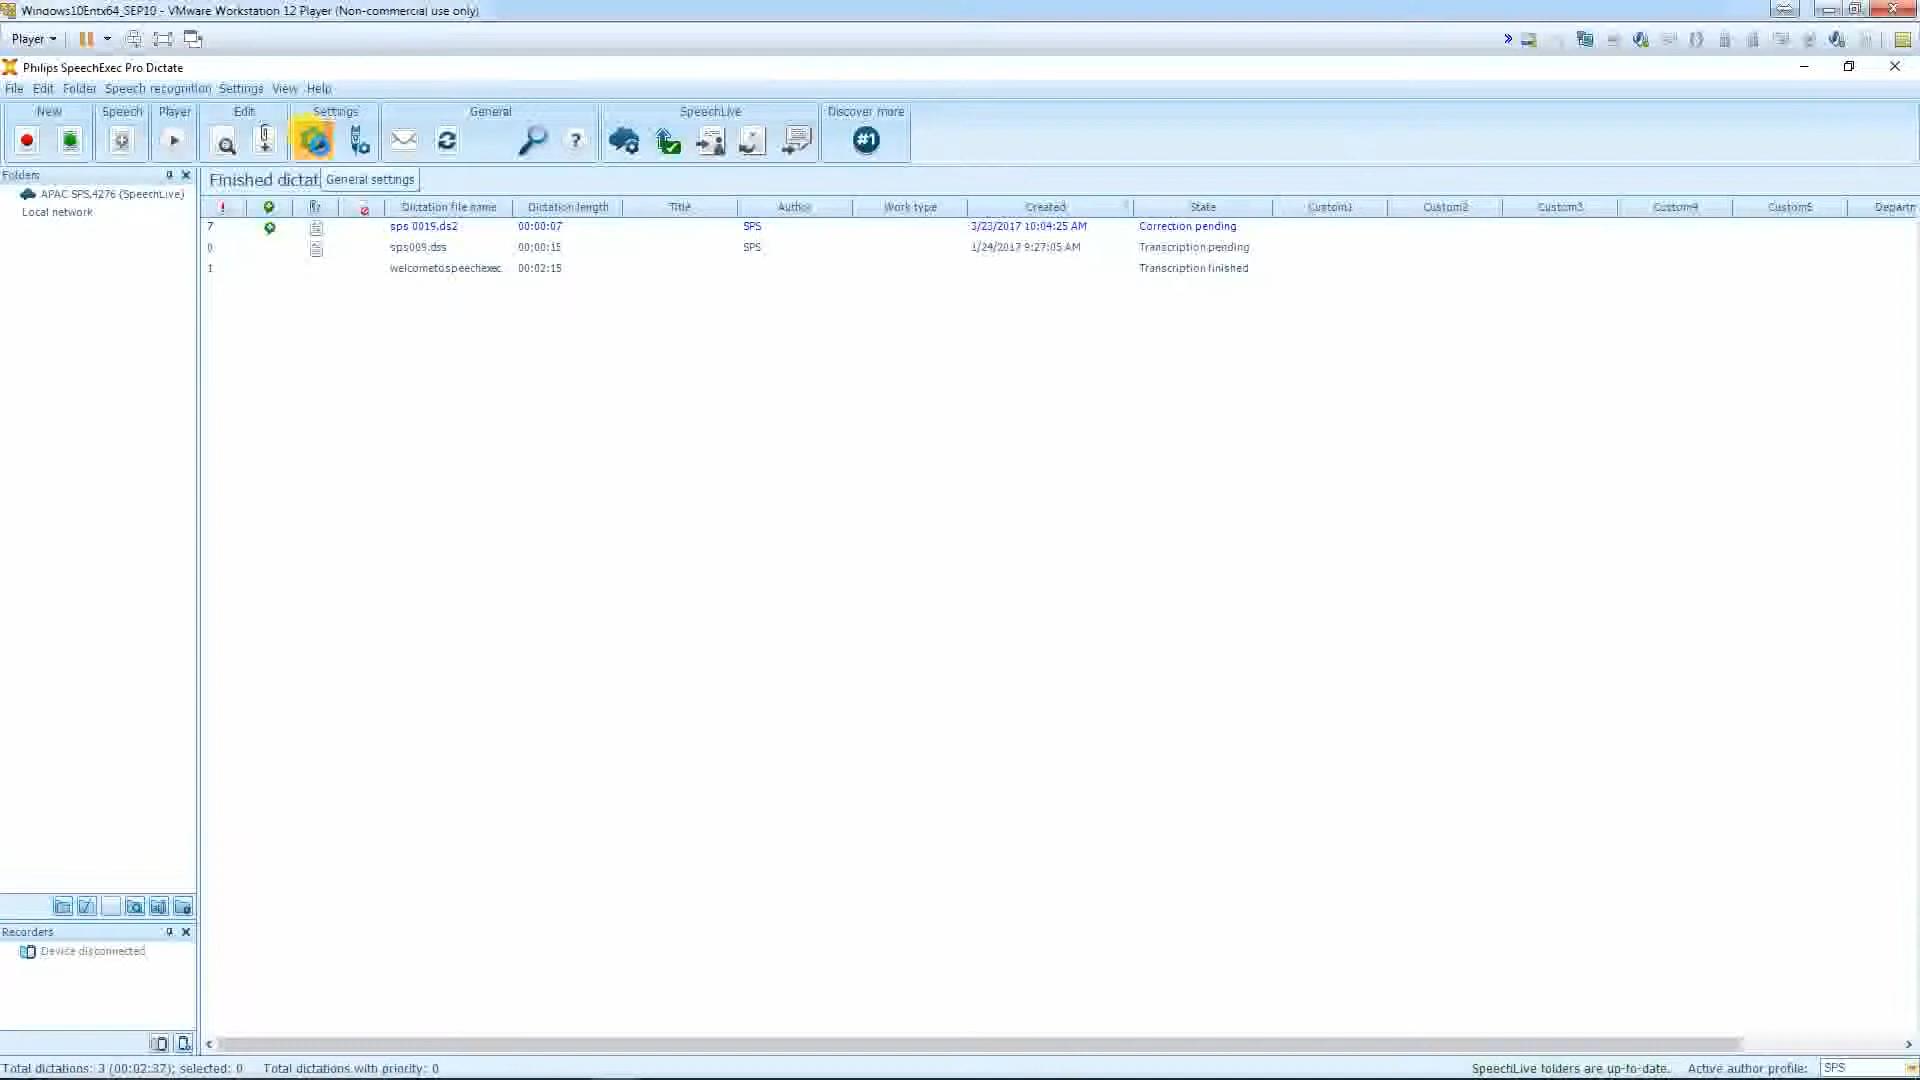 Windows10Entx64_SEP10 - VMware Workstation 12 Player (Non-commercial use only)
Player
Philips SpeechExec Pro Dictate
File Edit Folder Speech recognition Settings View Help
New Speech Player Edit Settings General SpeechLive Discover more
? #1
Folders
Finished dictat
General settings
APAC SPS.4276 (SpeechLive)
Local network
! Dictation file name Dictation length Title Author Work type Created State Custom1 Custom2 Custom3 Custom4 Custom5 Departm
7 sps 0019.ds2 00:00:07 SPS 3/23/2017 10:04:25 AM Correction pending
0 sps009.dss 00:00:15 SPS 1/24/2017 9:27:05 AM Transcription pending
1 welcometospeechexec 00:02:15 Transcription finished
Recorders
Device disconnected
Total dictations: 3 (00:02:37); selected: 0 Total dictations with priority: 0 SpeechLive folders are up-to-date. Active author profile: SPS